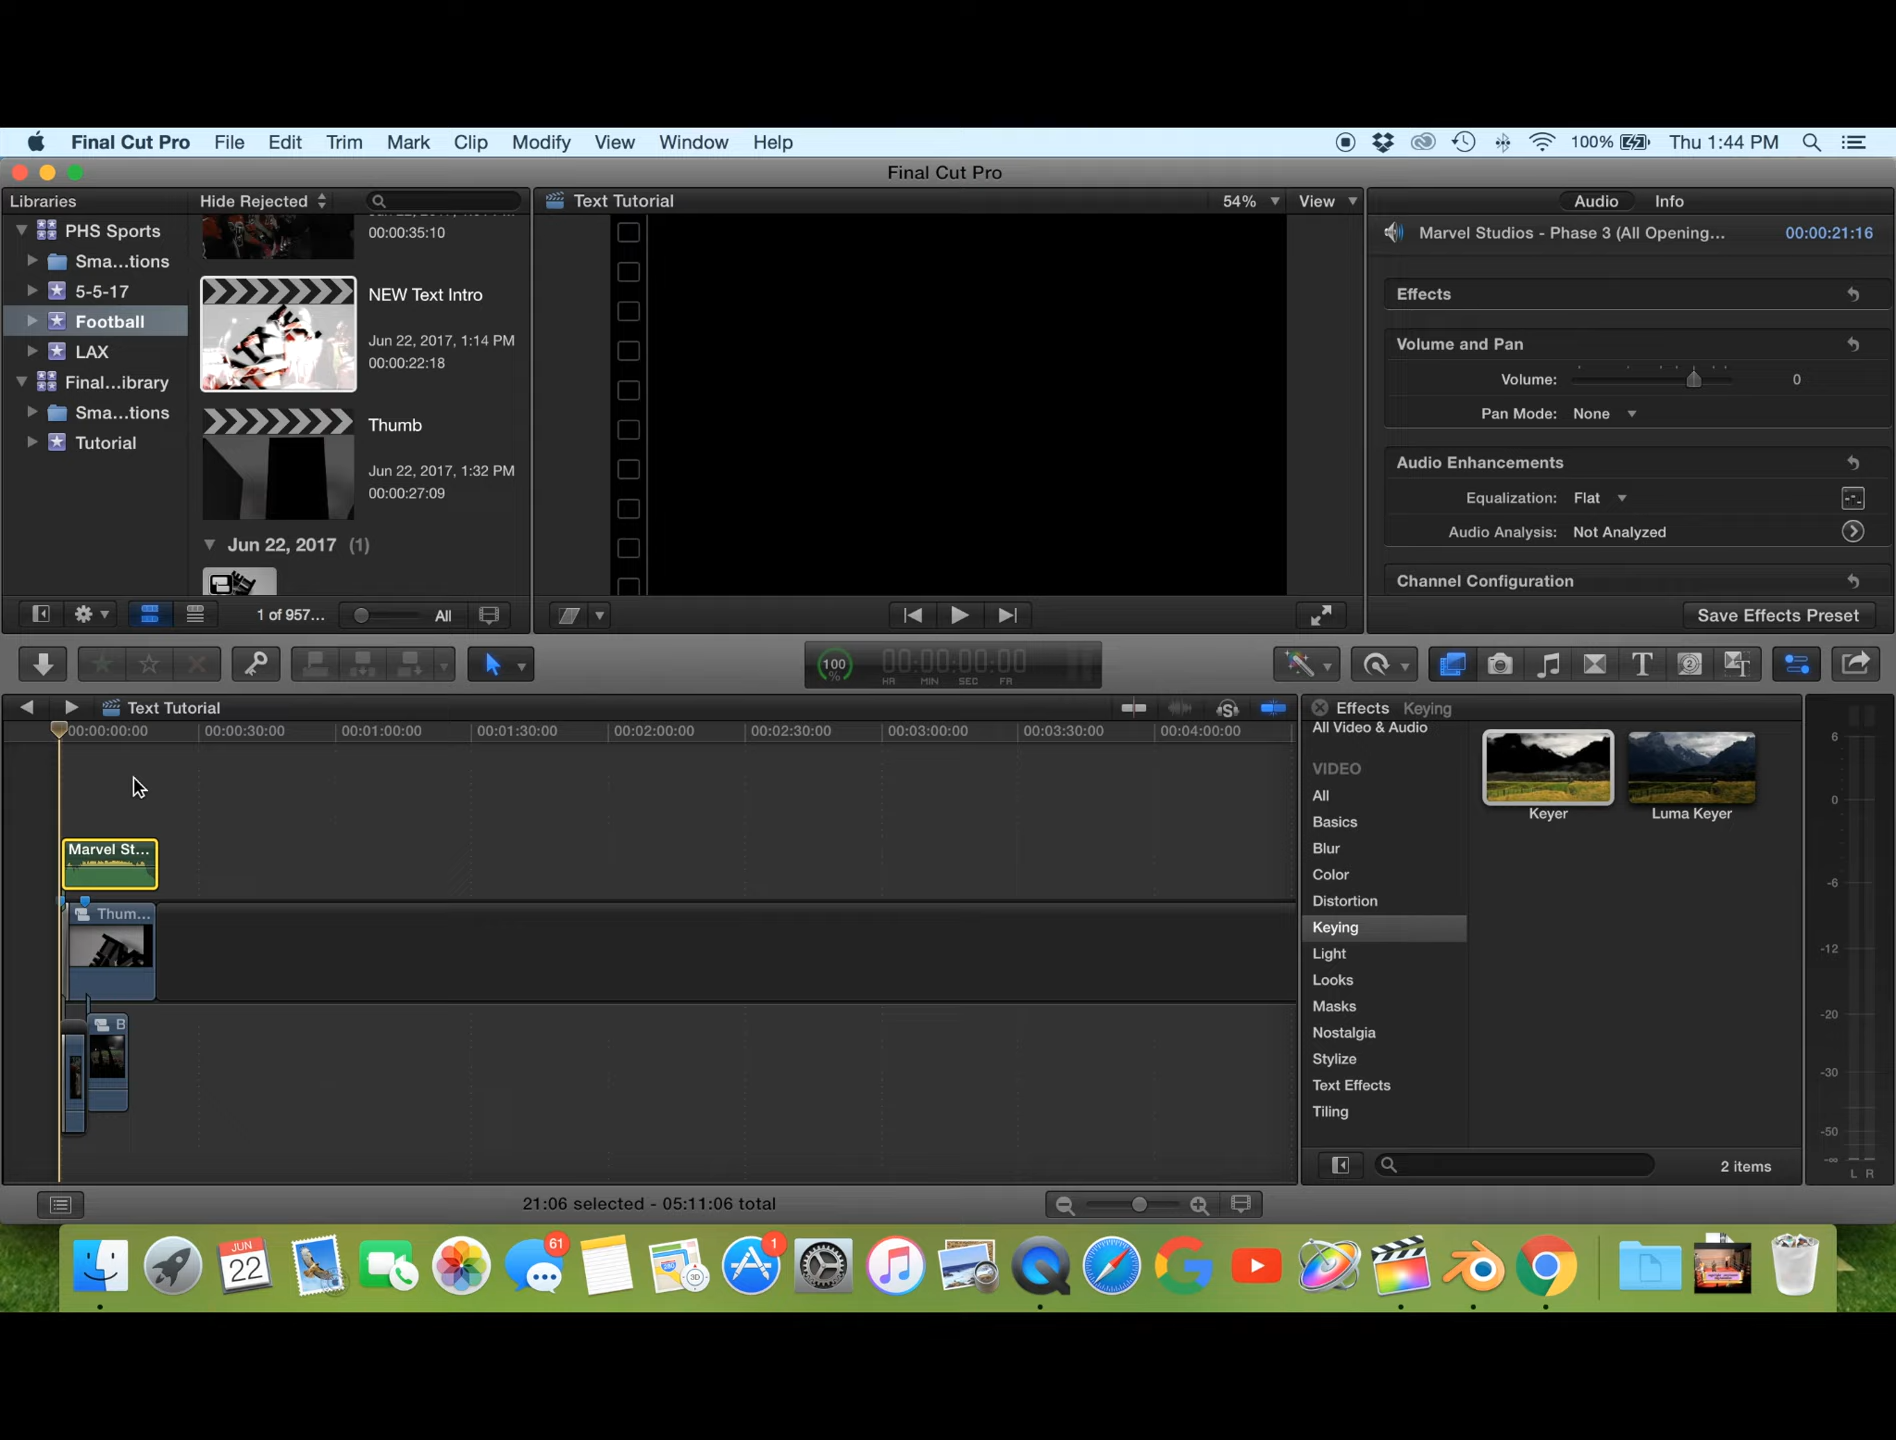 Final Cut Pro File Edit Trim Mark Clip Modify View Window Help 100% Thu 1:44 PM
Final Cut Pro
Libraries Hide Rejected Text Tutorial 54% View Audio Info
PHS Sports
Sma...tions
5-5-17
Football
LAX
Final...ibrary
Sma...tions
Tutorial
00:00:35:10
NEW Text Intro
Jun 22, 2017, 1:14 PM
00:00:22:18
Thumb
Jun 22, 2017, 1:32 PM
00:00:27:09
Jun 22, 2017 (1)
1 of 957... All
Marvel Studios - Phase 3 (All Opening... 00:00:21:16
Effects
Volume and Pan
Volume: 0
Pan Mode: None
Audio Enhancements
Equalization: Flat
Audio Analysis: Not Analyzed
Channel Configuration
Save Effects Preset
100 % 00:00:00:00
HR MIN SEC FR
Text Tutorial
00:00:00:00 00:00:30:00 00:01:00:00 00:01:30:00 00:02:00:00 00:02:30:00 00:03:00:00 00:03:30:00 00:04:00:00
Marvel St...
Thum...
B
Effects Keying
All Video & Audio
VIDEO
All
Basics
Blur
Color
Distortion
Keying
Light
Looks
Masks
Nostalgia
Stylize
Text Effects
Tiling
Keyer Luma Keyer
2 items
6
0
-6
-12
-20
-30
-50
-∞
L R
21:06 selected - 05:11:06 total
JUN
22
61
3D
1